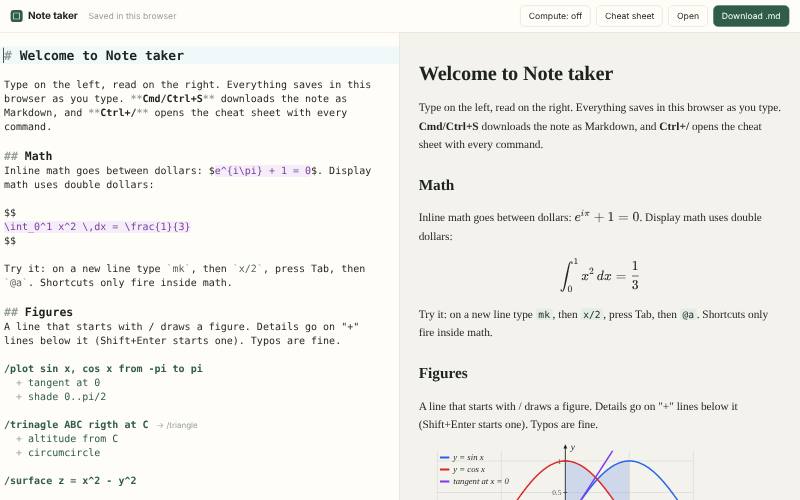 Note taker Saved in this browser Compute: off Cheat sheet Open Download .md
# Welcome to Note taker
Type on the left, read on the right. Everything saves in this
browser as you type. **Cmd/Ctrl+S** downloads the note as
Markdown, and **Ctrl+/** opens the cheat sheet with every
command.
## Math
Inline math goes between dollars: $e^{i\pi} + 1 = 0$. Display
math uses double dollars:
$$
\int_0^1 x^2 \,dx = \frac{1}{3}
$$
Try it: on a new line type `mk`, then `x/2`, press Tab, then
`@a`. Shortcuts only fire inside math.
## Figures
A line that starts with / draws a figure. Details go on "+"
lines below it (Shift+Enter starts one). Typos are fine.
/plot sin x, cos x from -pi to pi
+ tangent at 0
+ shade 0..pi/2
/trinagle ABC rigth at C → /triangle
+ altitude from C
+ circumcircle
/surface z = x^2 - y^2
Welcome to Note taker
Type on the left, read on the right. Everything saves in this browser as you type.
Cmd/Ctrl+S downloads the note as Markdown, and Ctrl+/ opens the cheat
sheet with every command.
Math
Inline math goes between dollars: e^{iπ} + 1 = 0. Display math uses double
dollars:
∫_0^1 x² dx = 1/3
Try it: on a new line type mk, then x/2, press Tab, then @a. Shortcuts only
fire inside math.
Figures
A line that starts with / draws a figure. Details go on "+" lines below it
(Shift+Enter starts one). Typos are fine.
y
y = sin x
y = cos x
1
tangent at x = 0
0.5